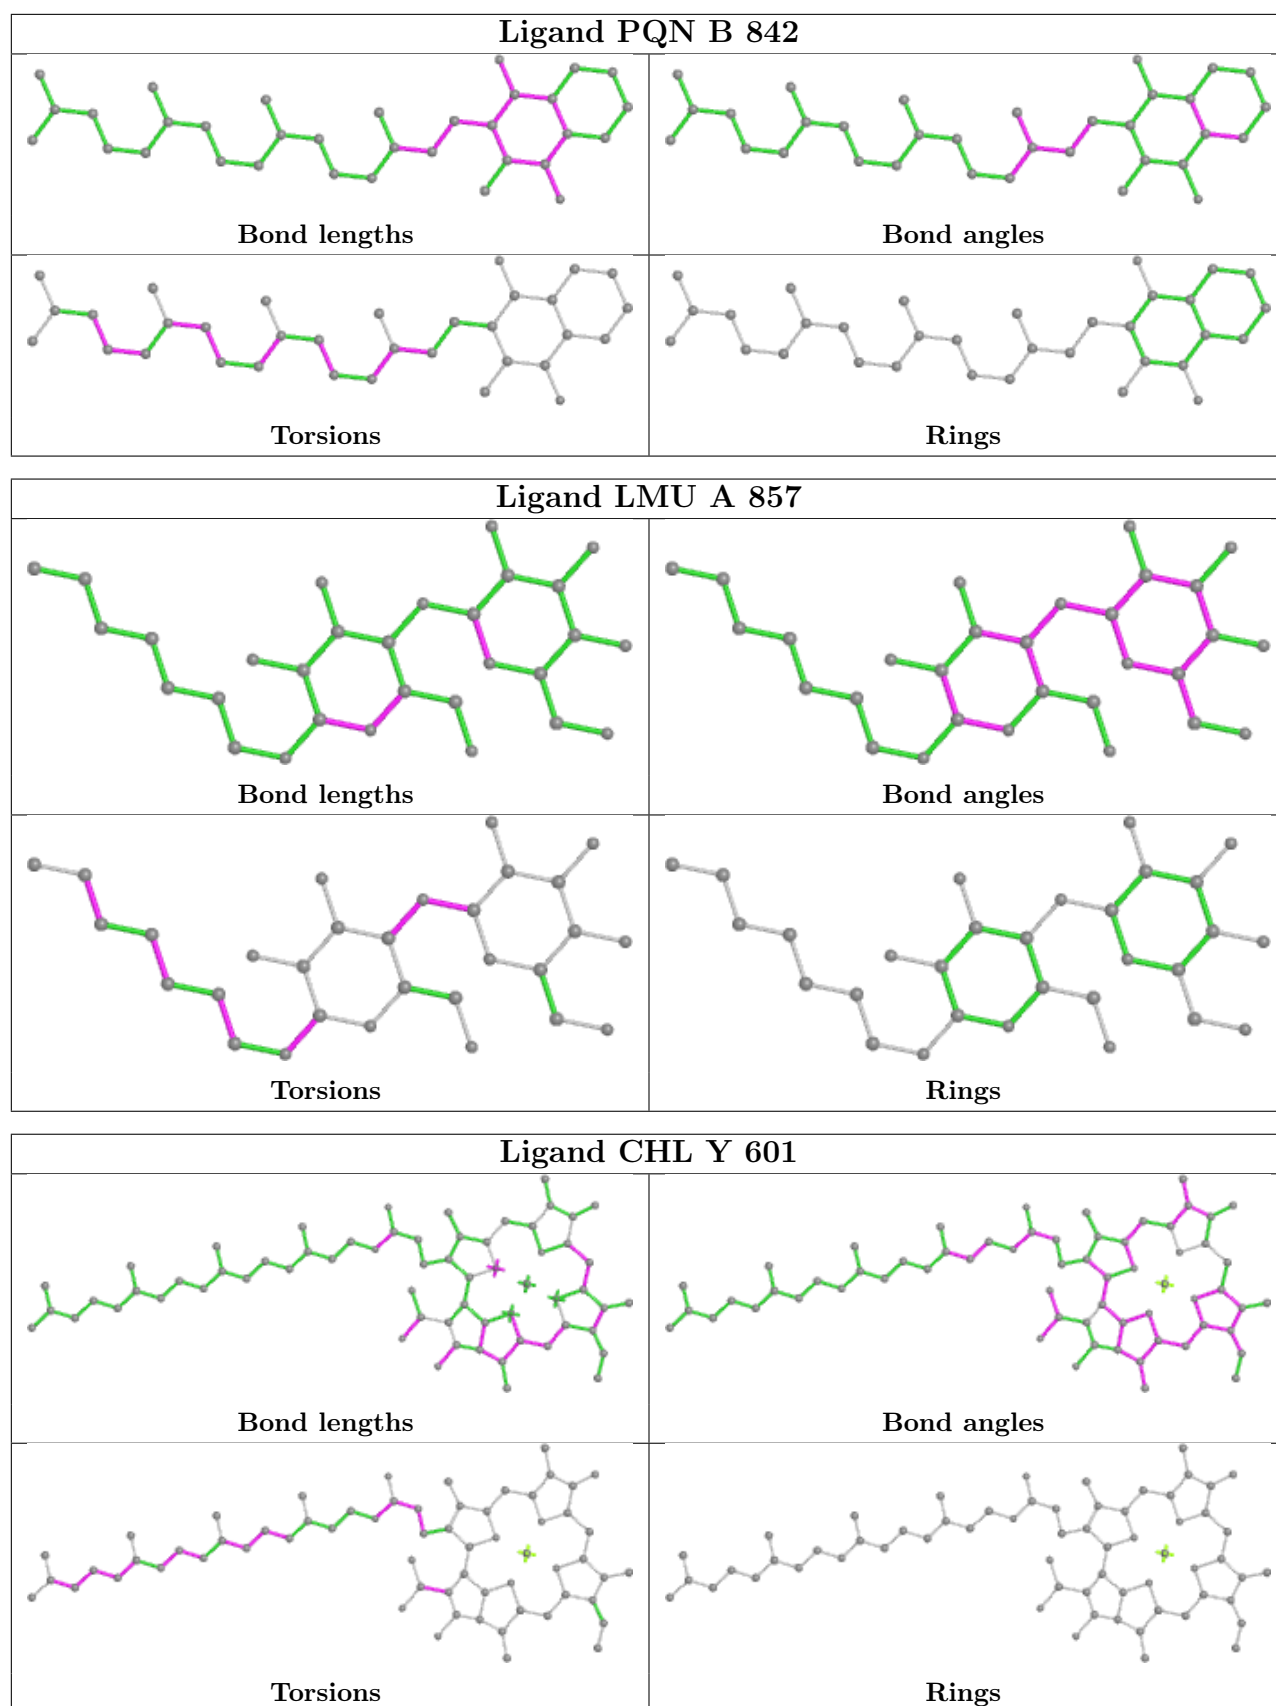 Ligand PQN B 842
Bond lengths
Bond angles
Torsions
Rings
Ligand LMU A 857
Bond lengths
Bond angles
Torsions
Rings
Ligand CHL Y 601
Bond lengths
Bond angles
Torsions
Rings